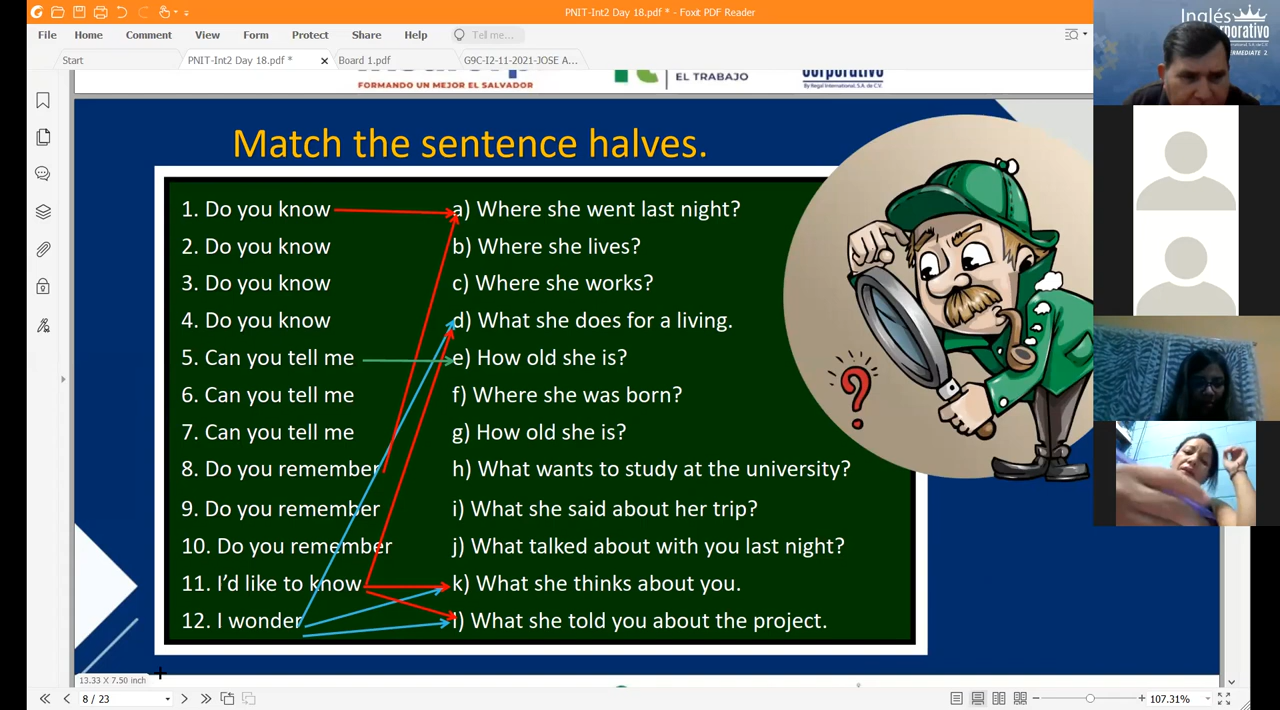 PNIT-Int2 Day 18.pdf * - Foxit PDF Reader
File Home Comment View Form Protect Share Help Tell me...
Start PNIT-Int2 Day 18.pdf * Board 1.pdf G9C-I2-11-2021-JOSE A...
Inglés
Corporativo
INTERMEDIATE 2
FORMANDO UN MEJOR EL SALVADOR
EL TRABAJO
Corporativo
By Regal International, S.A. de C.V.
Match the sentence halves.
1. Do you know a) Where she went last night?
2. Do you know b) Where she lives?
3. Do you know c) Where she works?
4. Do you know d) What she does for a living.
5. Can you tell me e) How old she is?
6. Can you tell me f) Where she was born?
7. Can you tell me g) How old she is?
8. Do you remember h) What wants to study at the university?
9. Do you remember i) What she said about her trip?
10. Do you remember j) What talked about with you last night?
11. I'd like to know k) What she thinks about you.
12. I wonder l) What she told you about the project.
?
13.33 X 7.50 inch
8 / 23
107.31%